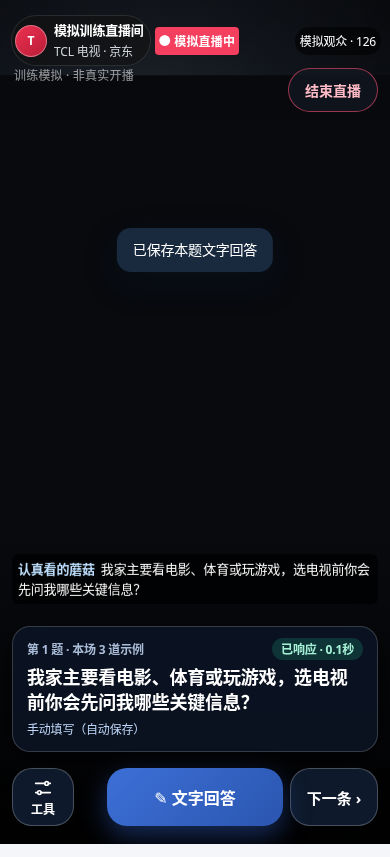 T
模拟训练直播间
TCL 电视 · 京东
模拟直播中
模拟观众 · 126
训练模拟 · 非真实开播
结束直播
已保存本题文字回答
认真看的蘑菇 我家主要看电影、体育或玩游戏，选电视前你会
先问我哪些关键信息？
第 1 题 · 本场 3 道示例
已响应 · 0.1秒
我家主要看电影、体育或玩游戏，选电视
前你会先问我哪些关键信息？
手动填写（自动保存）
工具
✎ 文字回答
下一条 ›